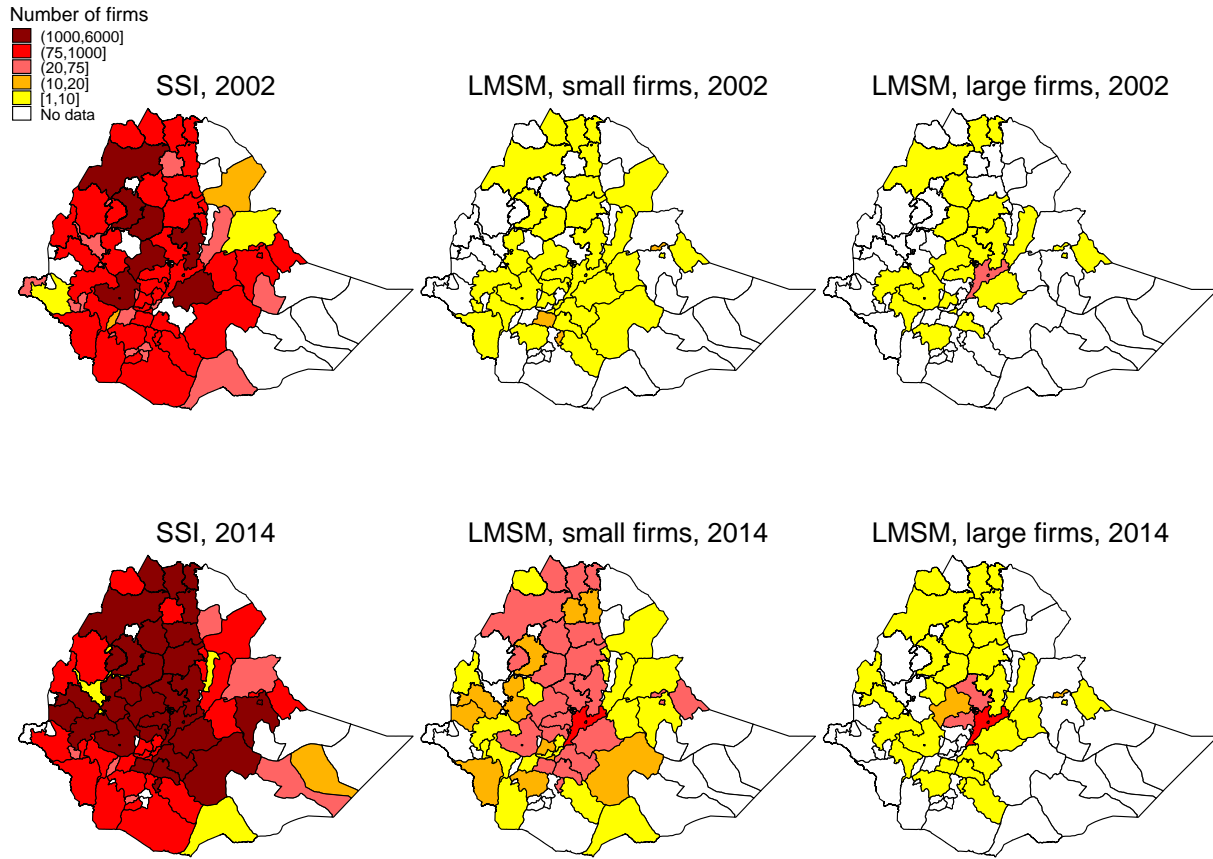 Number of firms
(1000,6000]
(75,1000]
(20,75]
(10,20]
[1,10]
No data
SSI, 2002
LMSM, small firms, 2002
LMSM, large firms, 2002
SSI, 2014
LMSM, small firms, 2014
LMSM, large firms, 2014